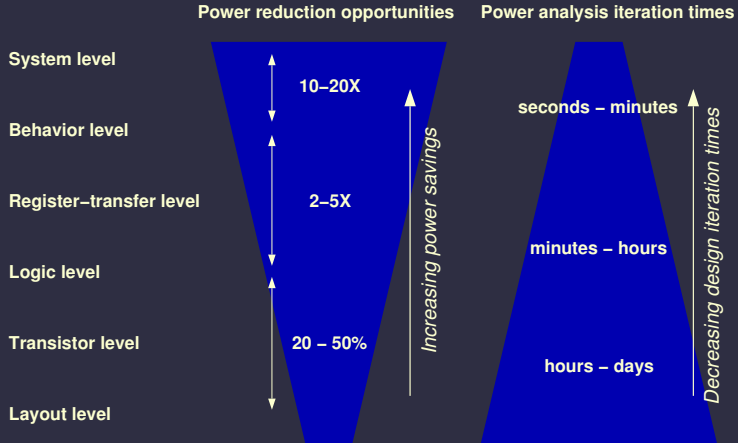 Power reduction opportunities
Power analysis iteration times
System level
10–20X
seconds – minutes
Behavior level
Register–transfer level
2–5X
Increasing power savings
Decreasing design iteration times
minutes – hours
Logic level
Transistor level
20 – 50%
hours – days
Layout level